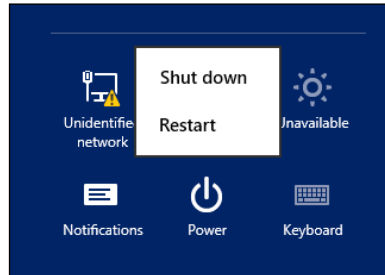 Shut down
Restart
Unidentifie
network
Unavailable
Notifications
Power
Keyboard